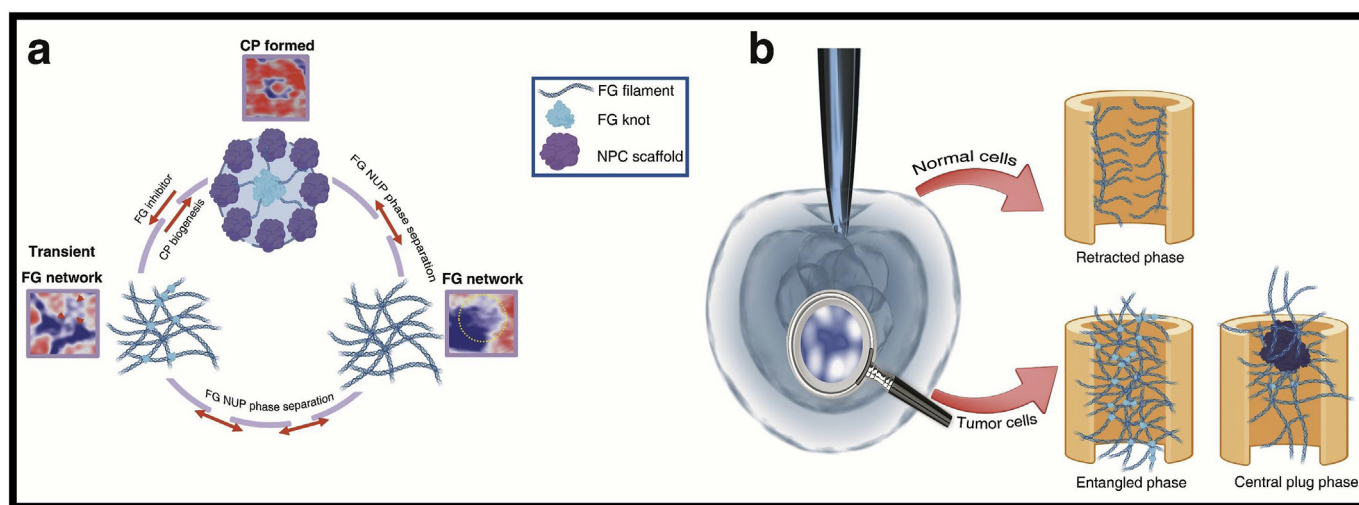 a
CP formed
FG filament
FG knot
NPC scaffold
FG inhibitor
CP biogenesis
FG NUP phase separation
Transient
FG network
FG network
FG NUP phase separation
b
Normal cells
Retracted phase
Tumor cells
Entangled phase
Central plug phase